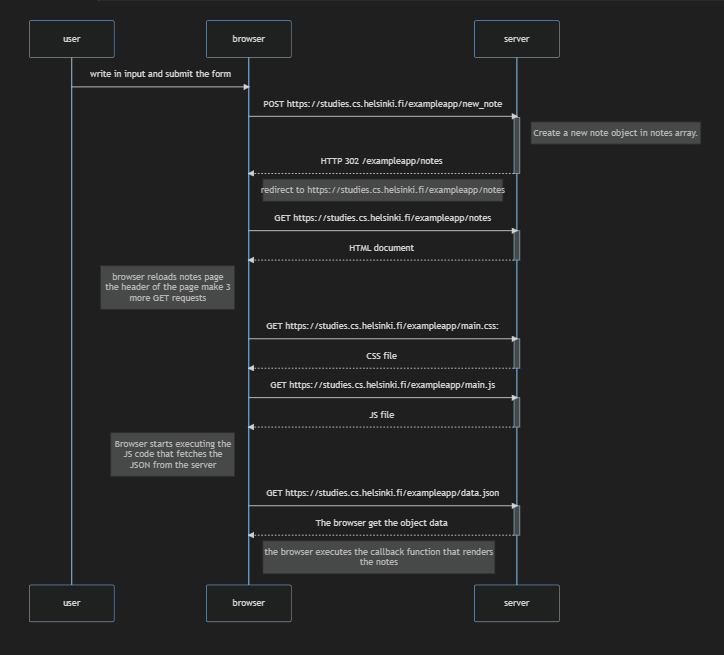 user
browser
server
write in input and submit the form
POST https://studies.cs.helsinki.fi/exampleapp/new_note
Create a new note object in notes array.
HTTP 302 /exampleapp/notes
redirect to https://studies.cs.helsinki.fi/exampleapp/notes
GET https://studies.cs.helsinki.fi/exampleapp/notes
HTML document
browser reloads notes page
the header of the page make 3
more GET requests
GET https://studies.cs.helsinki.fi/exampleapp/main.css:
CSS file
GET https://studies.cs.helsinki.fi/exampleapp/main.js
JS file
Browser starts executing the
JS code that fetches the
JSON from the server
GET https://studies.cs.helsinki.fi/exampleapp/data.json
The browser get the object data
the browser executes the callback function that renders
the notes
user
browser
server